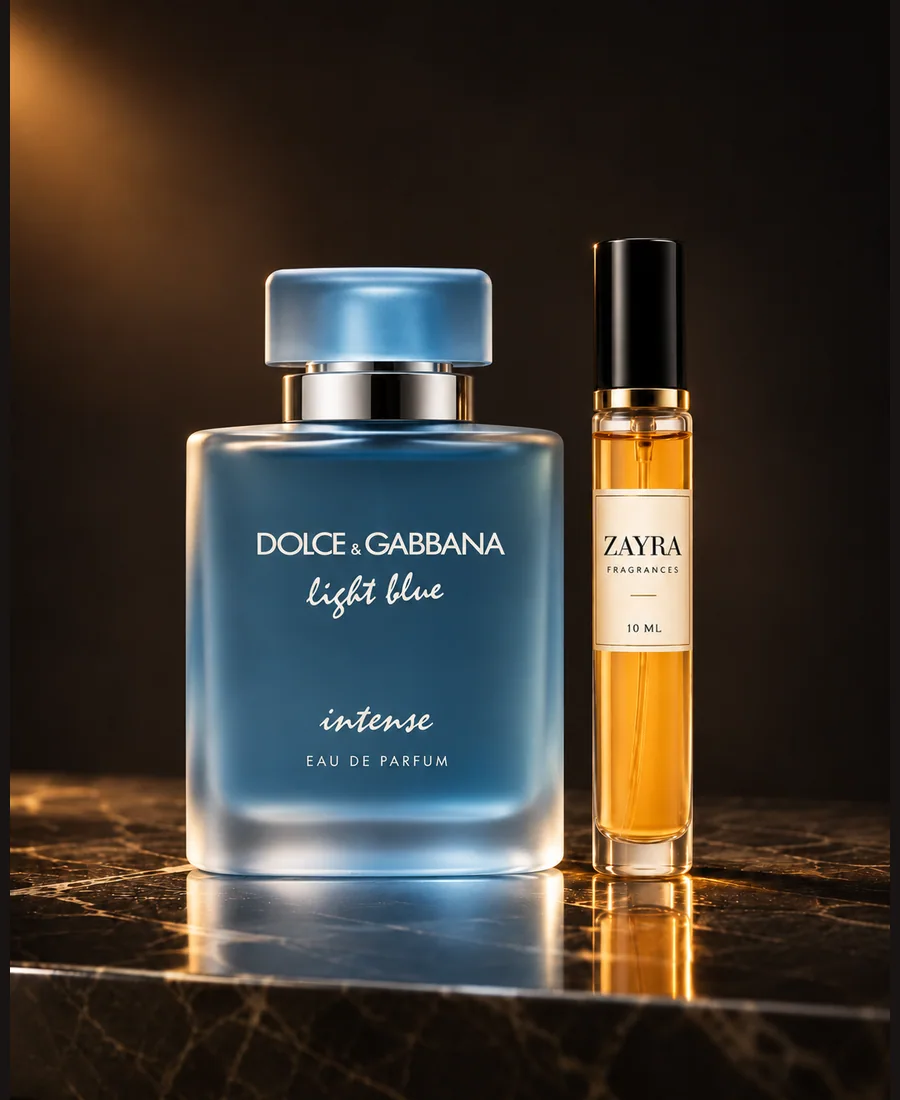 DOLCE & GABBANA
light blue
intense
EAU DE PARFUM
ZAYRA
FRAGRANCES
10 ML